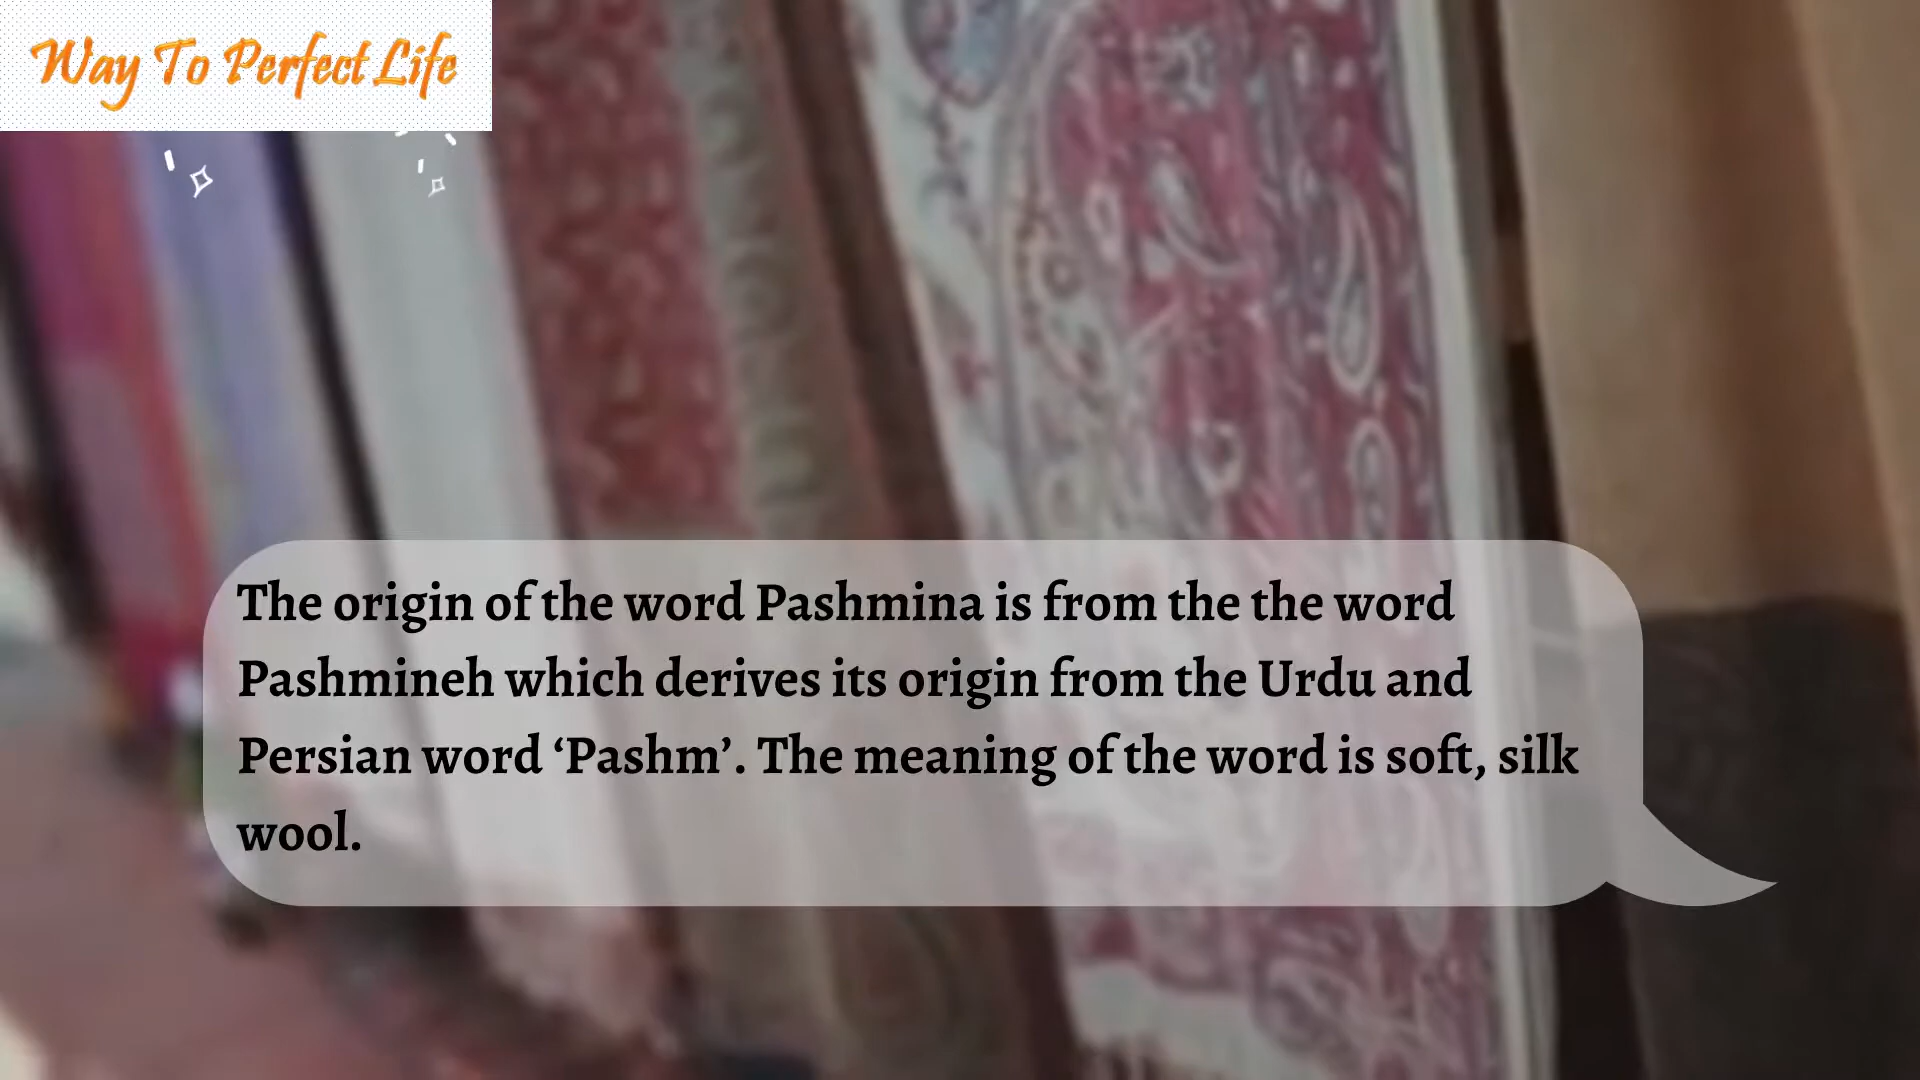 Way To Perfect Life
The origin of the word Pashmina is from the the word
Pashmineh which derives its origin from the Urdu and
Persian word ‘Pashm’. The meaning of the word is soft, silk
wool.